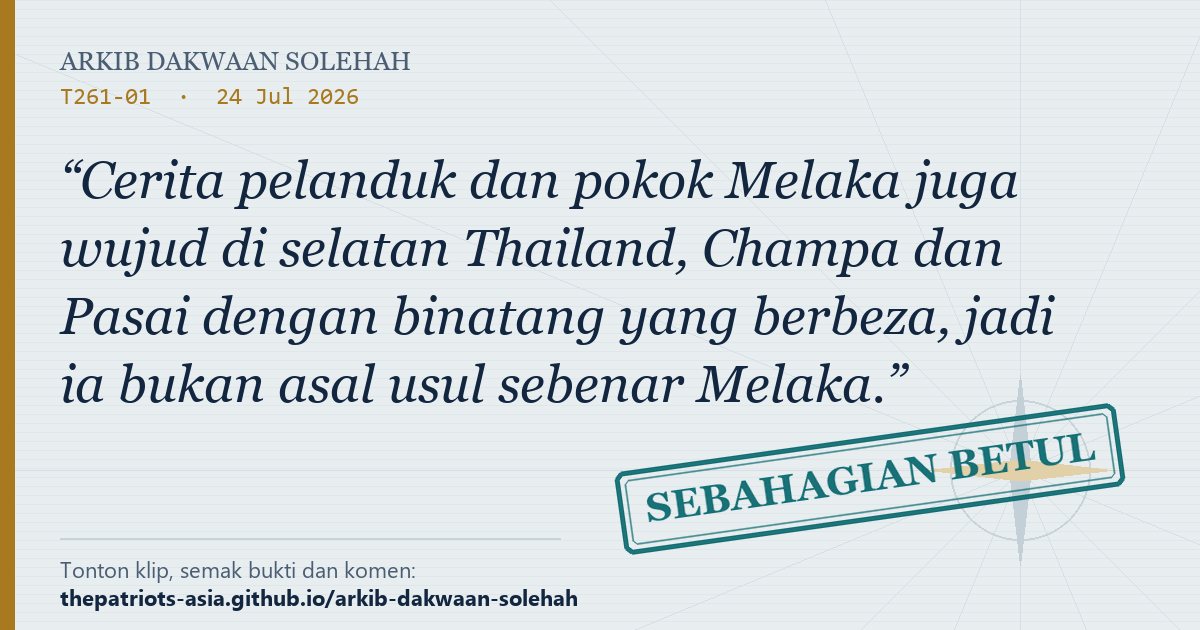 ARKIB DAKWAAN SOLEHAH
T261-01 · 24 Jul 2026
“Cerita pelanduk dan pokok Melaka juga
wujud di selatan Thailand, Champa dan
Pasai dengan binatang yang berbeza, jadi
ia bukan asal usul sebenar Melaka.”
SEBAHAGIAN BETUL
Tonton klip, semak bukti dan komen:
thepatriots-asia.github.io/arkib-dakwaan-solehah